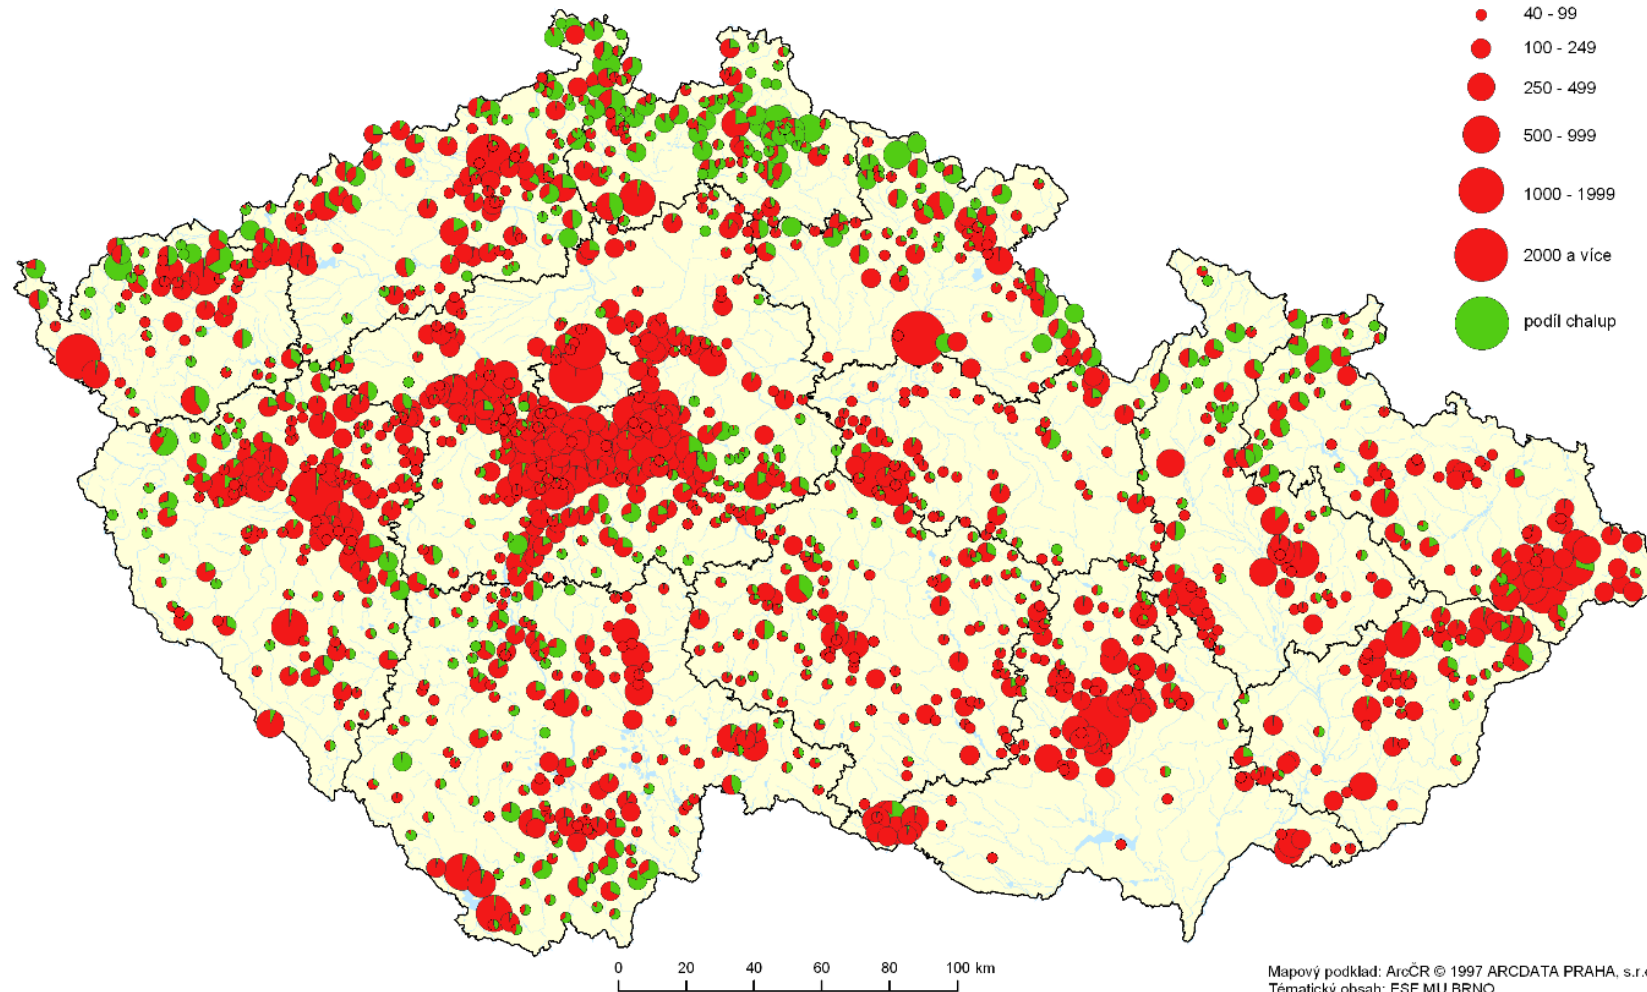 40 - 99
100 - 249
250 - 499
500 - 999
1000 - 1999
2000 a více
podíl chalup
0 20 40 60 80 100 km
Mapový podklad: ArcČR © 1997 ARCDATA PRAHA, s.r.
Tématický obsah: ESF MU BRNO